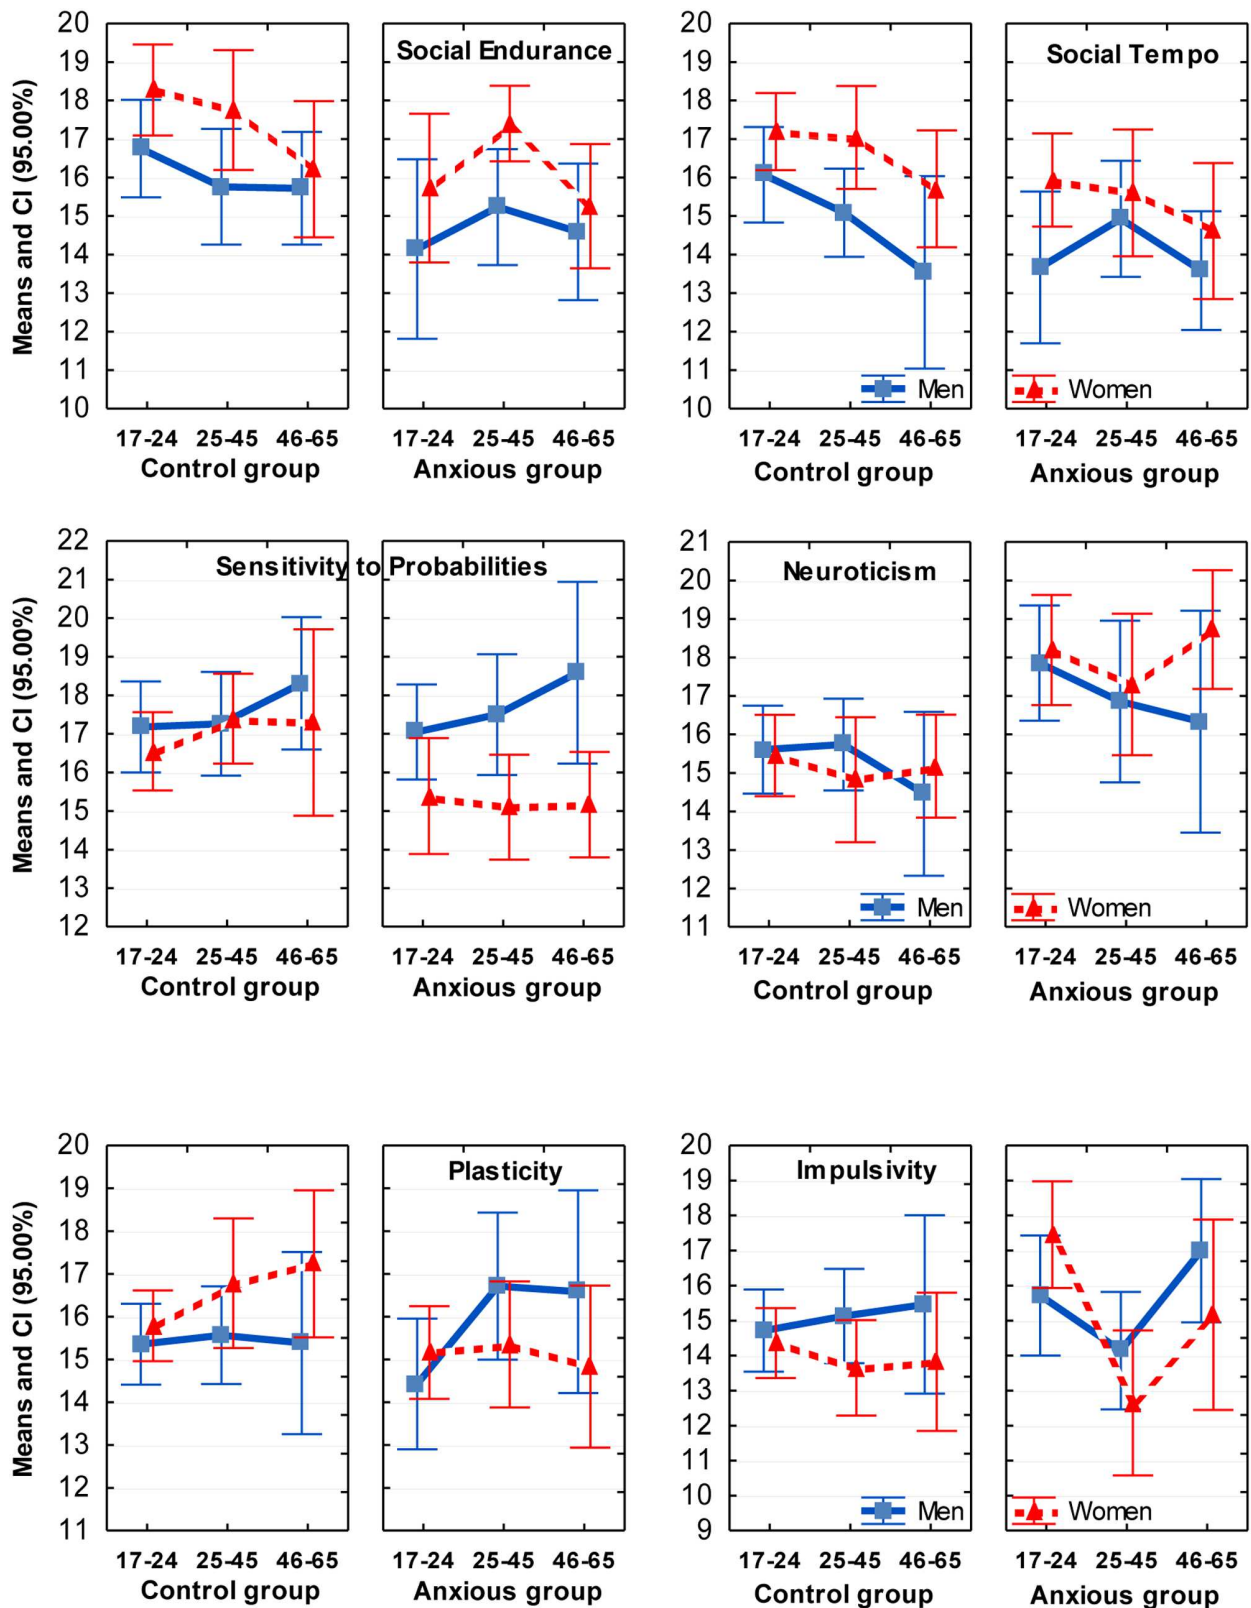 Means and CI (95.00%)
20
19
18
17
16
15
14
13
12
11
10
Social Endurance
17-24 25-45 46-65
Control group
17-24 25-45 46-65
Anxious group
20
19
18
17
16
15
14
13
12
11
10
Social Tempo
Men
Women
17-24 25-45 46-65
Control group
17-24 25-45 46-65
Anxious group
Means and CI (95.00%)
22
21
20
19
18
17
16
15
14
13
12
Sensitivity to Probabilities
17-24 25-45 46-65
Control group
17-24 25-45 46-65
Anxious group
21
20
19
18
17
16
15
14
13
12
11
Neuroticism
Men
Women
17-24 25-45 46-65
Control group
17-24 25-45 46-65
Anxious group
Means and CI (95.00%)
20
19
18
17
16
15
14
13
12
11
Plasticity
17-24 25-45 46-65
Control group
17-24 25-45 46-65
Anxious group
20
19
18
17
16
15
14
13
12
11
10
9
Impulsivity
Men
Women
17-24 25-45 46-65
Control group
17-24 25-45 46-65
Anxious group